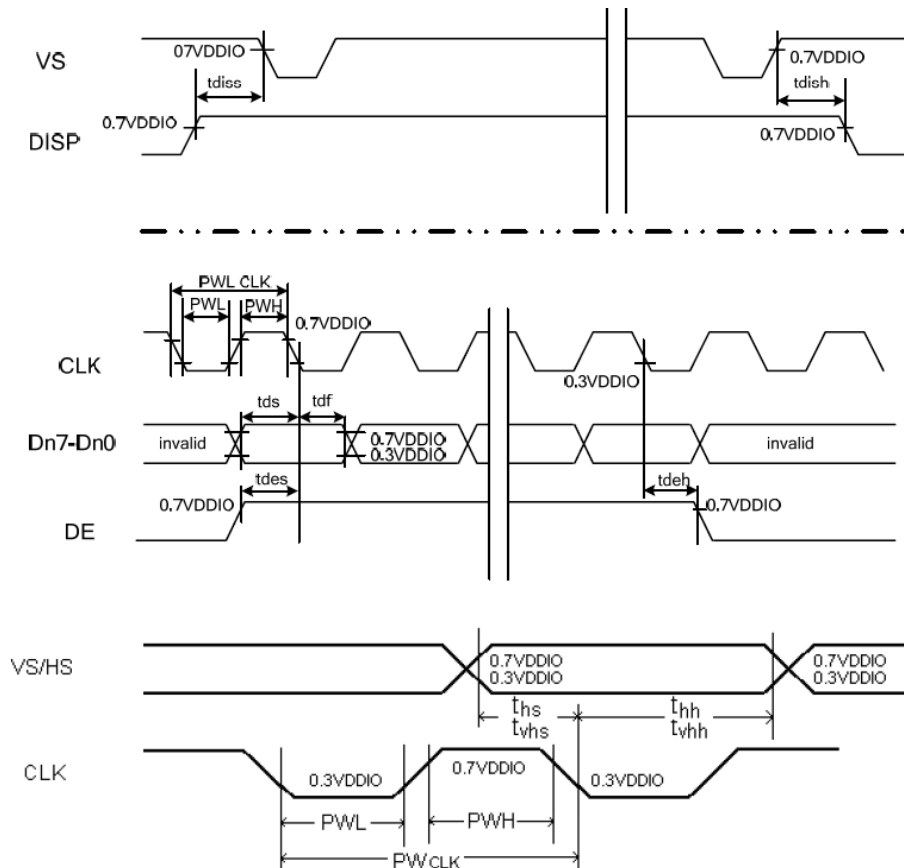 VS
07VDDIO
0.7VDDIO
tdiss
tdish
0.7VDDIO
0.7VDDIO
DISP
PWL CLK
PWL
PWH
0.7VDDIO
CLK
0.3VDDIO
tds
tdf
Dn7-Dn0
invalid
0.7VDDIO
0.3VDDIO
invalid
tdes
tdeh
0.7VDDIO
0.7VDDIO
DE
VS/HS
0.7VDDIO
0.3VDDIO
0.7VDDIO
0.3VDDIO
ths
tvhs
thh
tvhh
CLK
0.3VDDIO
0.7VDDIO
0.3VDDIO
PWL
PWH
PWCLK